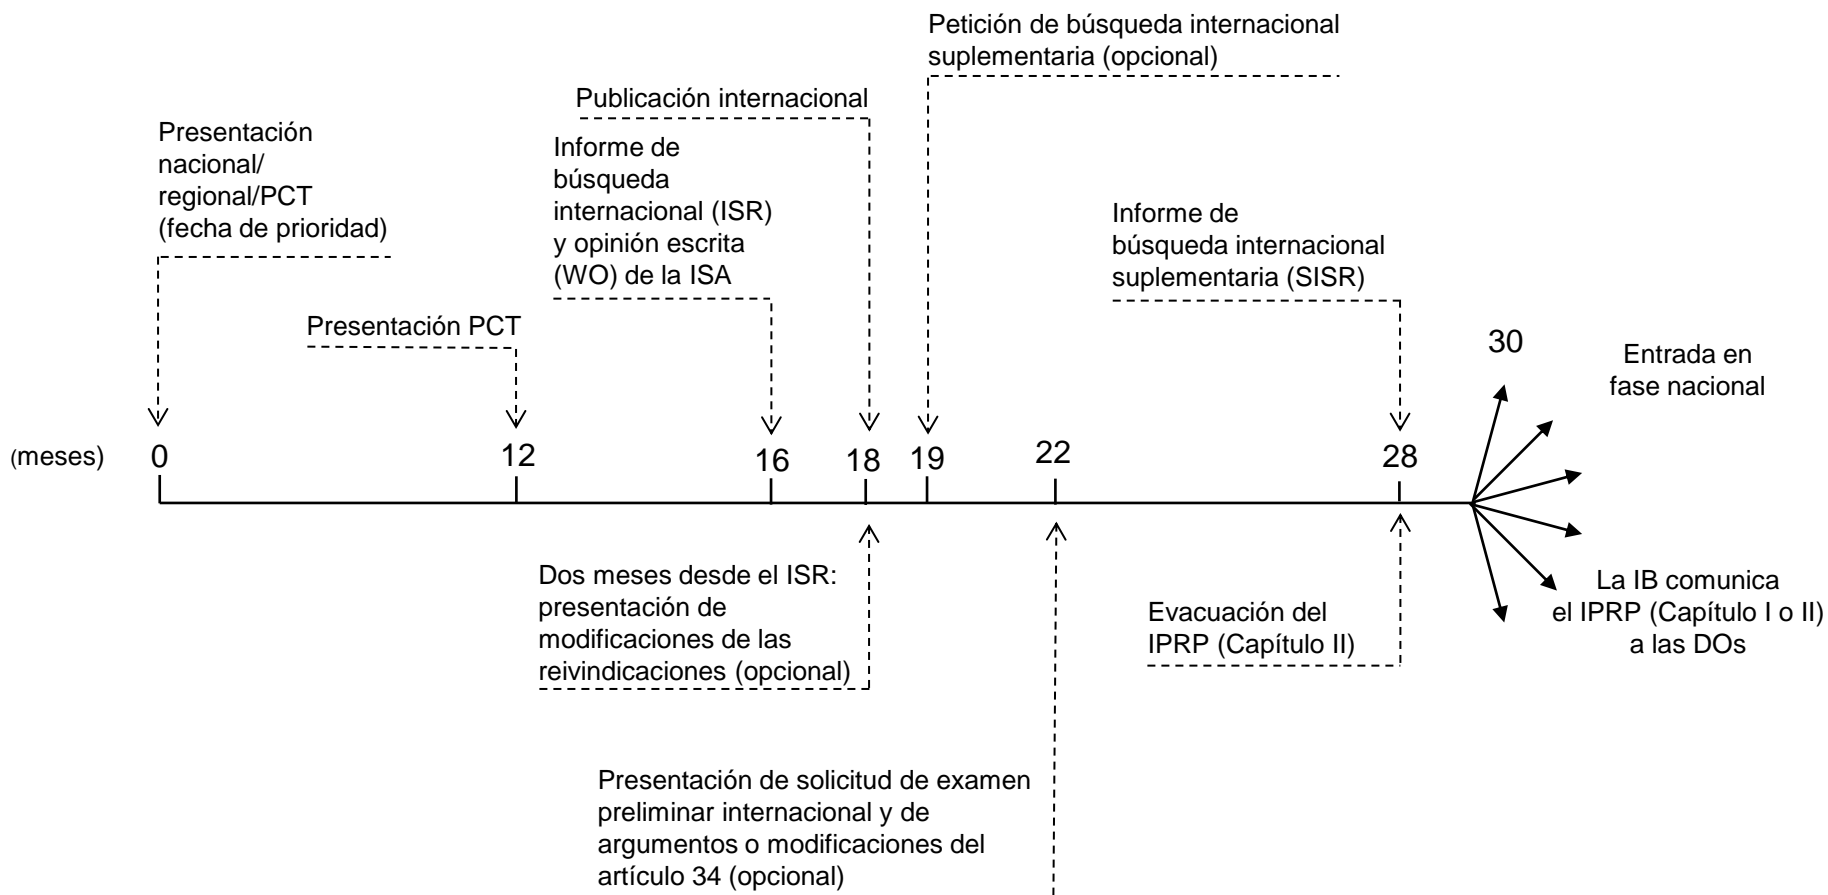 Petición de búsqueda internacional
suplementaria (opcional)
Publicación internacional
Presentación
nacional/
regional/PCT
(fecha de prioridad)
Informe de
búsqueda
internacional (ISR)
y opinión escrita
(WO) de la ISA
Informe de
búsqueda internacional
suplementaria (SISR)
Presentación PCT
30
Entrada en
fase nacional
(meses) 0 12 16 18 19 22 28
Dos meses desde el ISR:
presentación de
modificaciones de las
reivindicaciones (opcional)
Evacuación del
IPRP (Capítulo II)
La IB comunica
el IPRP (Capítulo I o II)
a las DOs
Presentación de solicitud de examen
preliminar internacional y de
argumentos o modificaciones del
artículo 34 (opcional)